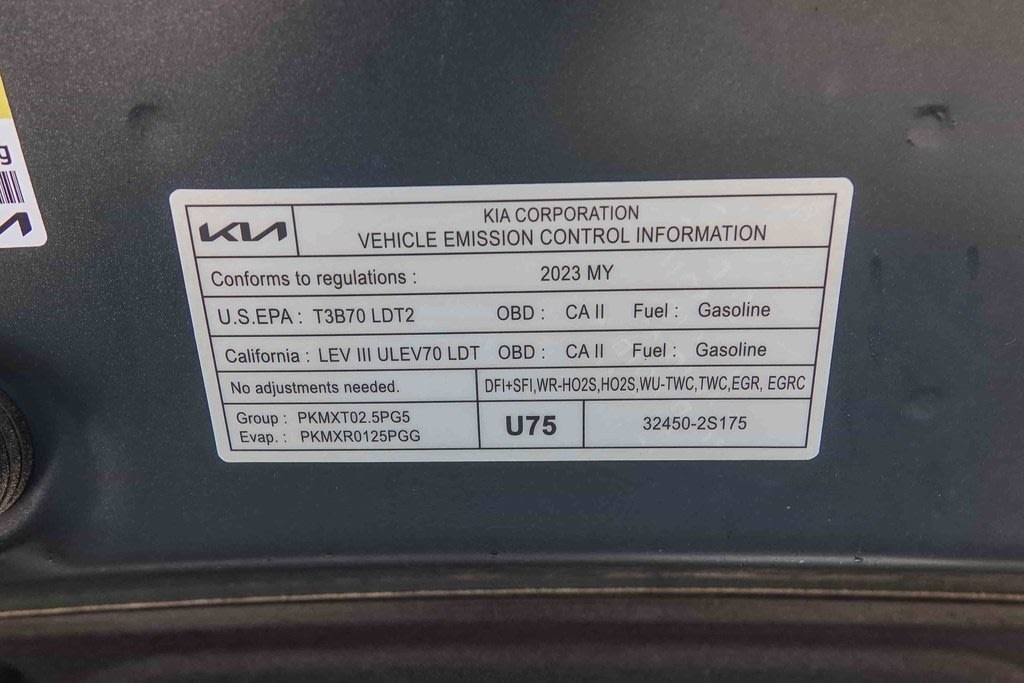 g
KIA
KIA CORPORATION
VEHICLE EMISSION CONTROL INFORMATION
Conforms to regulations : 2023 MY
U.S.EPA : T3B70 LDT2 OBD : CA II Fuel : Gasoline
California : LEV III ULEV70 LDT OBD : CA II Fuel : Gasoline
No adjustments needed. DFI+SFI,WR-HO2S,HO2S,WU-TWC,TWC,EGR, EGRC
Group : PKMXT02.5PG5
Evap. : PKMXR0125PGG
U75
32450-2S175